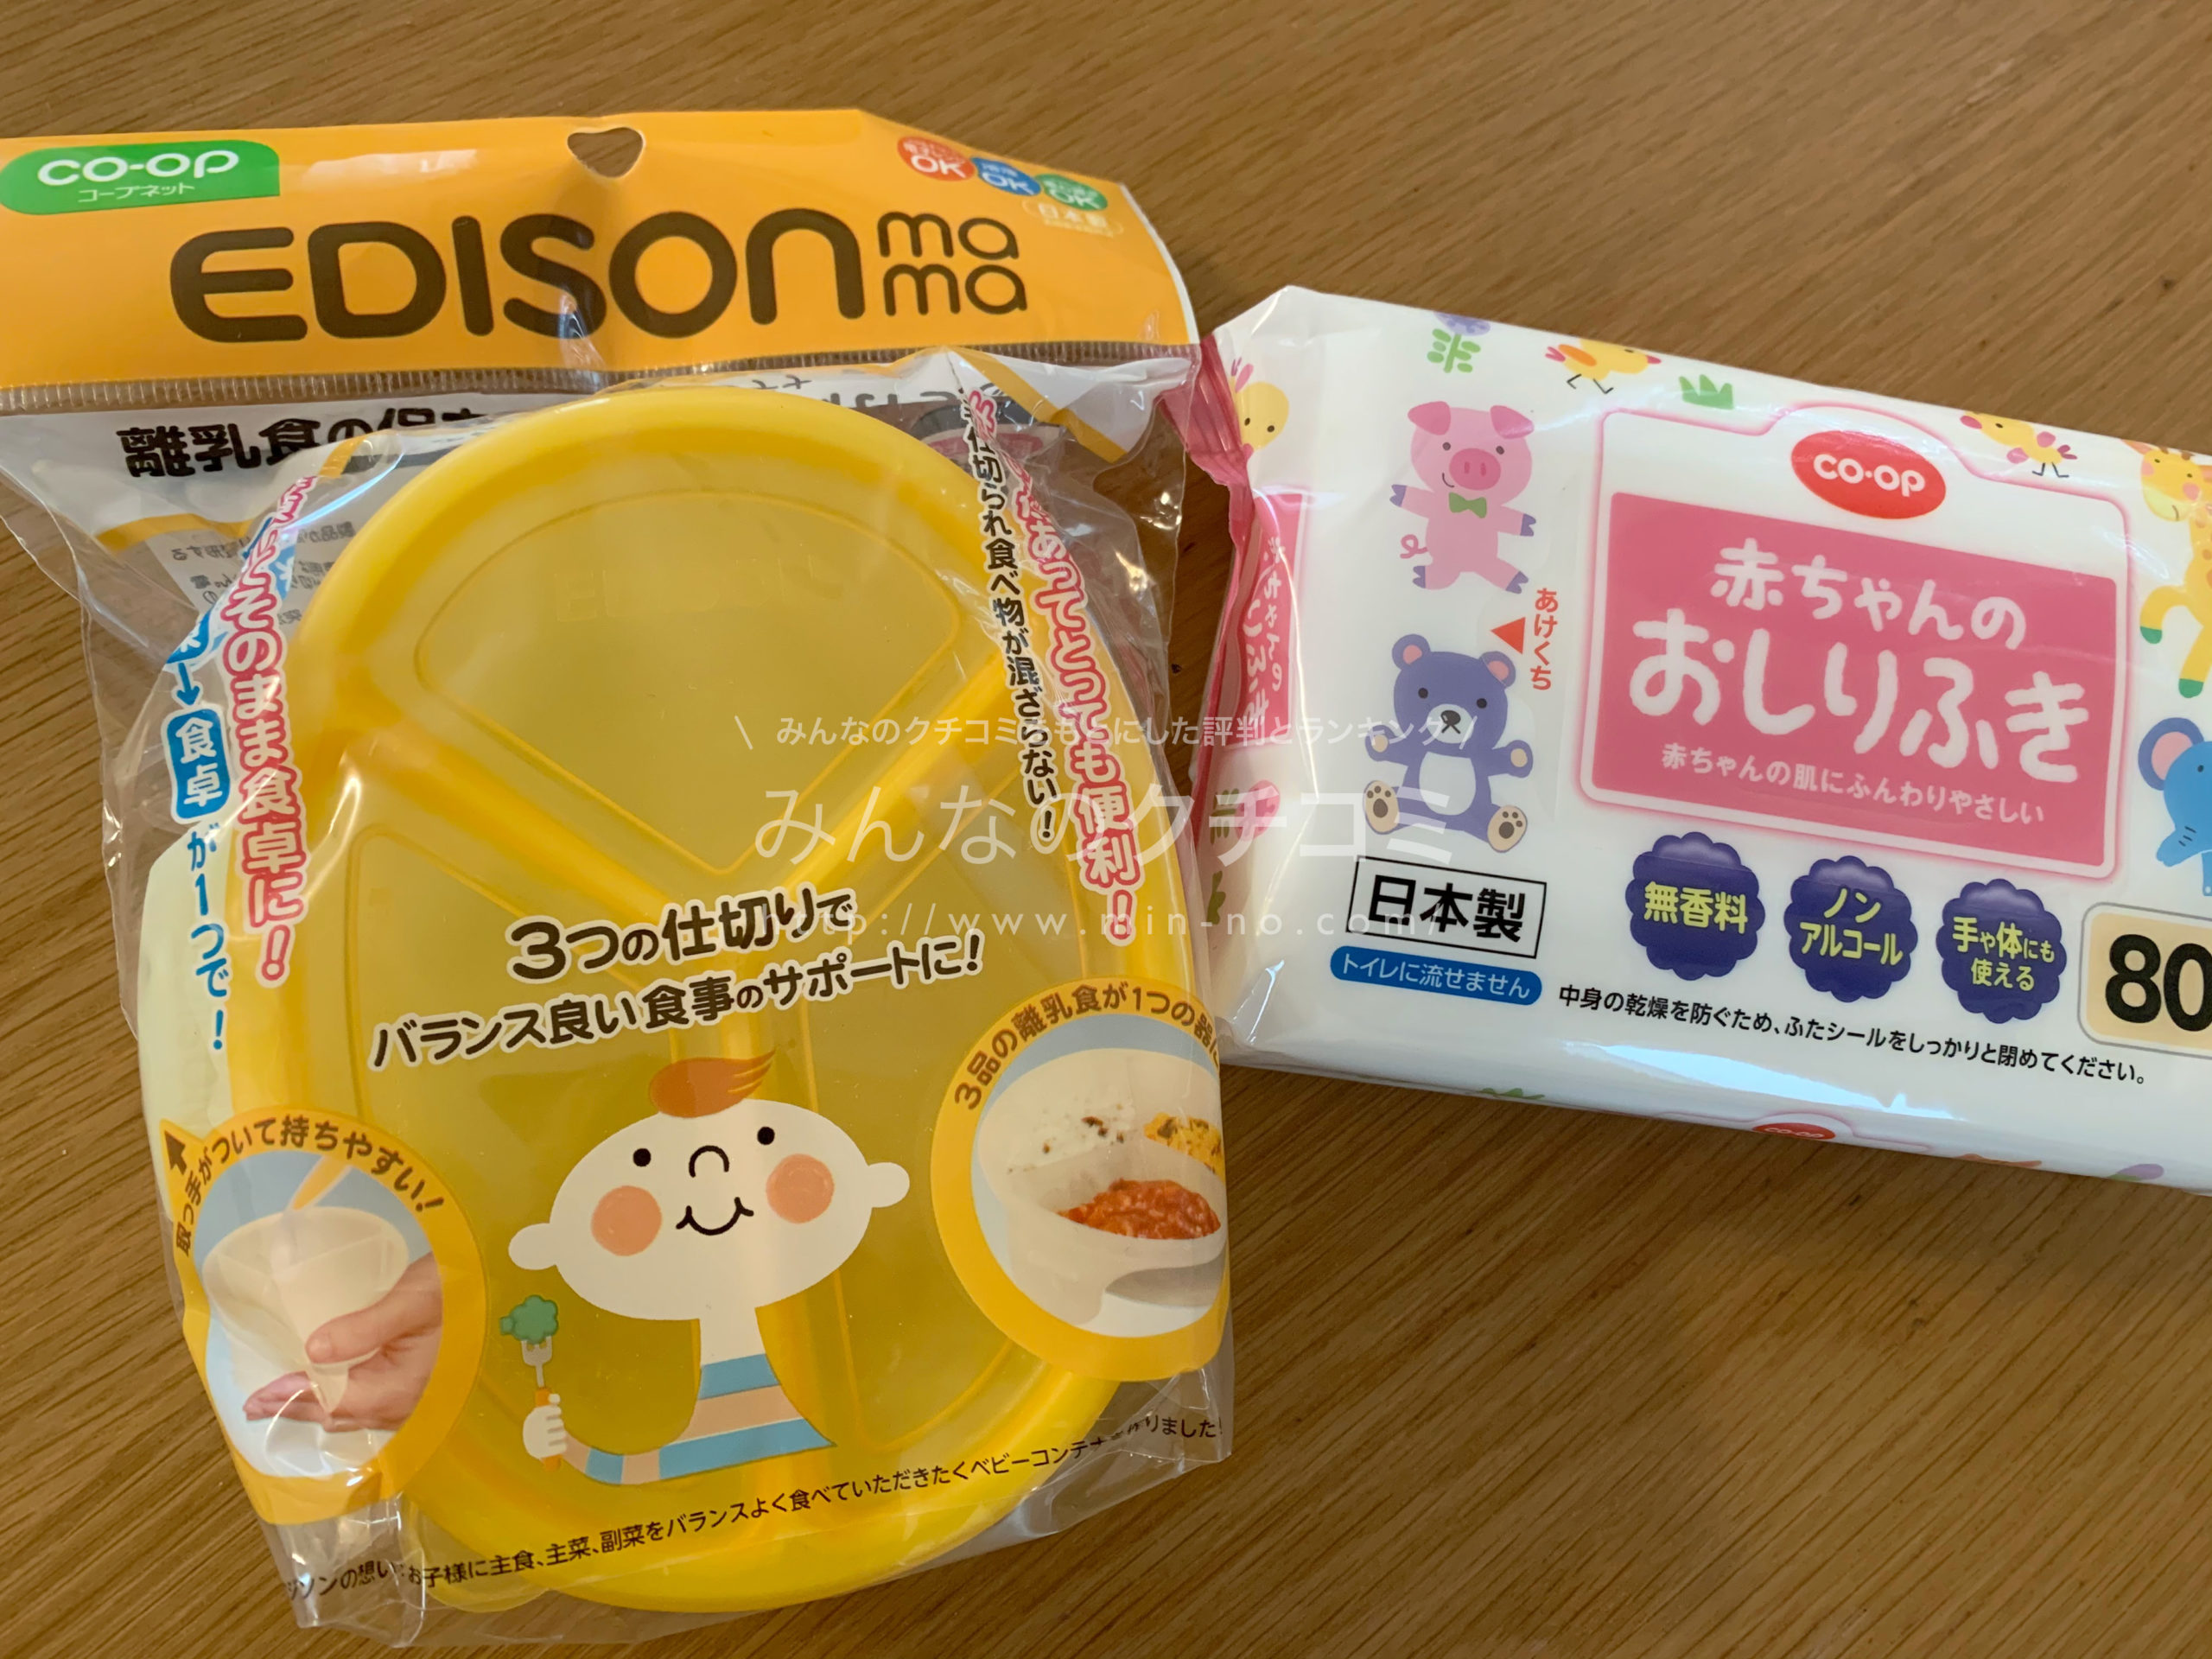 co-op
コープネット
OK
OK
OK
日本製
EDISON
ma
ma
離乳食の
そのまま食卓に!
食卓が1つで!
仕切られ食べ物が混ざらない!
あってとっても便利!!
3つの仕切りで
バランス良い食事のサポートに!
取っ手がついて持ちやすい!
3品の離乳食が1つの器に
ジソンの想い:お子様に主食、主菜、副菜をバランスよく食べていただきたくベビーコンテナを作りました!
co-op
赤ちゃんの
おしりふき
赤ちゃんの肌にふんわりやさしい
あけくち
日本製
トイレに流せません
無香料
ノン
アルコール
手や体にも
使える
80
中身の乾燥を防ぐため、ふたシールをしっかりと閉めてください。
co-op
\ みんなのクチコミをもとにした評判とランキング /
みんなのクチコミ
http://www.min-no.com/